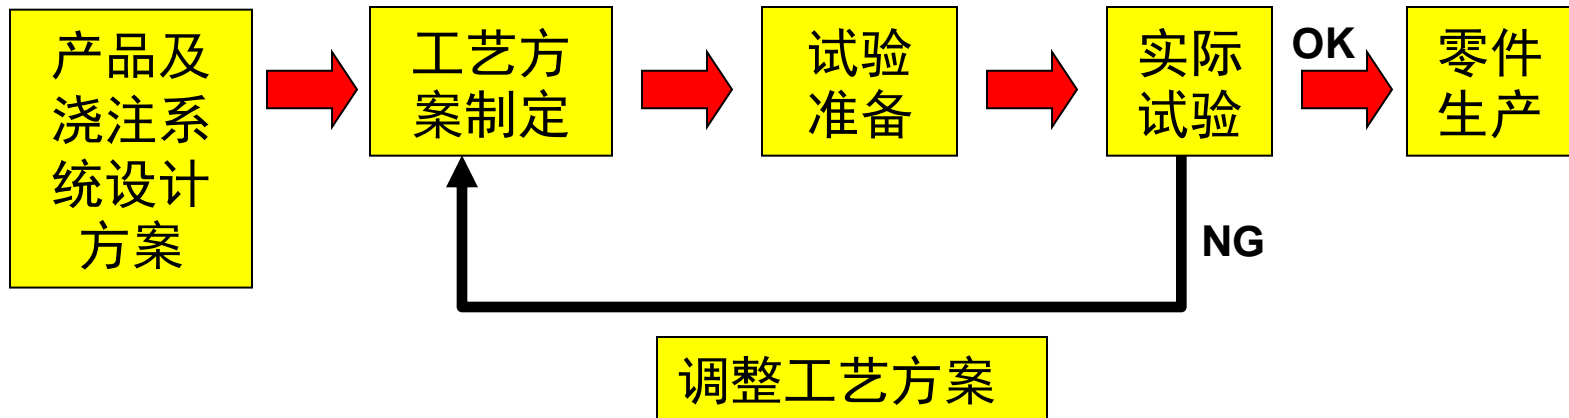 产品及
浇注系
统设计
方案
工艺方
案制定
试验
准备
实际
试验
OK
零件
生产
NG
调整工艺方案